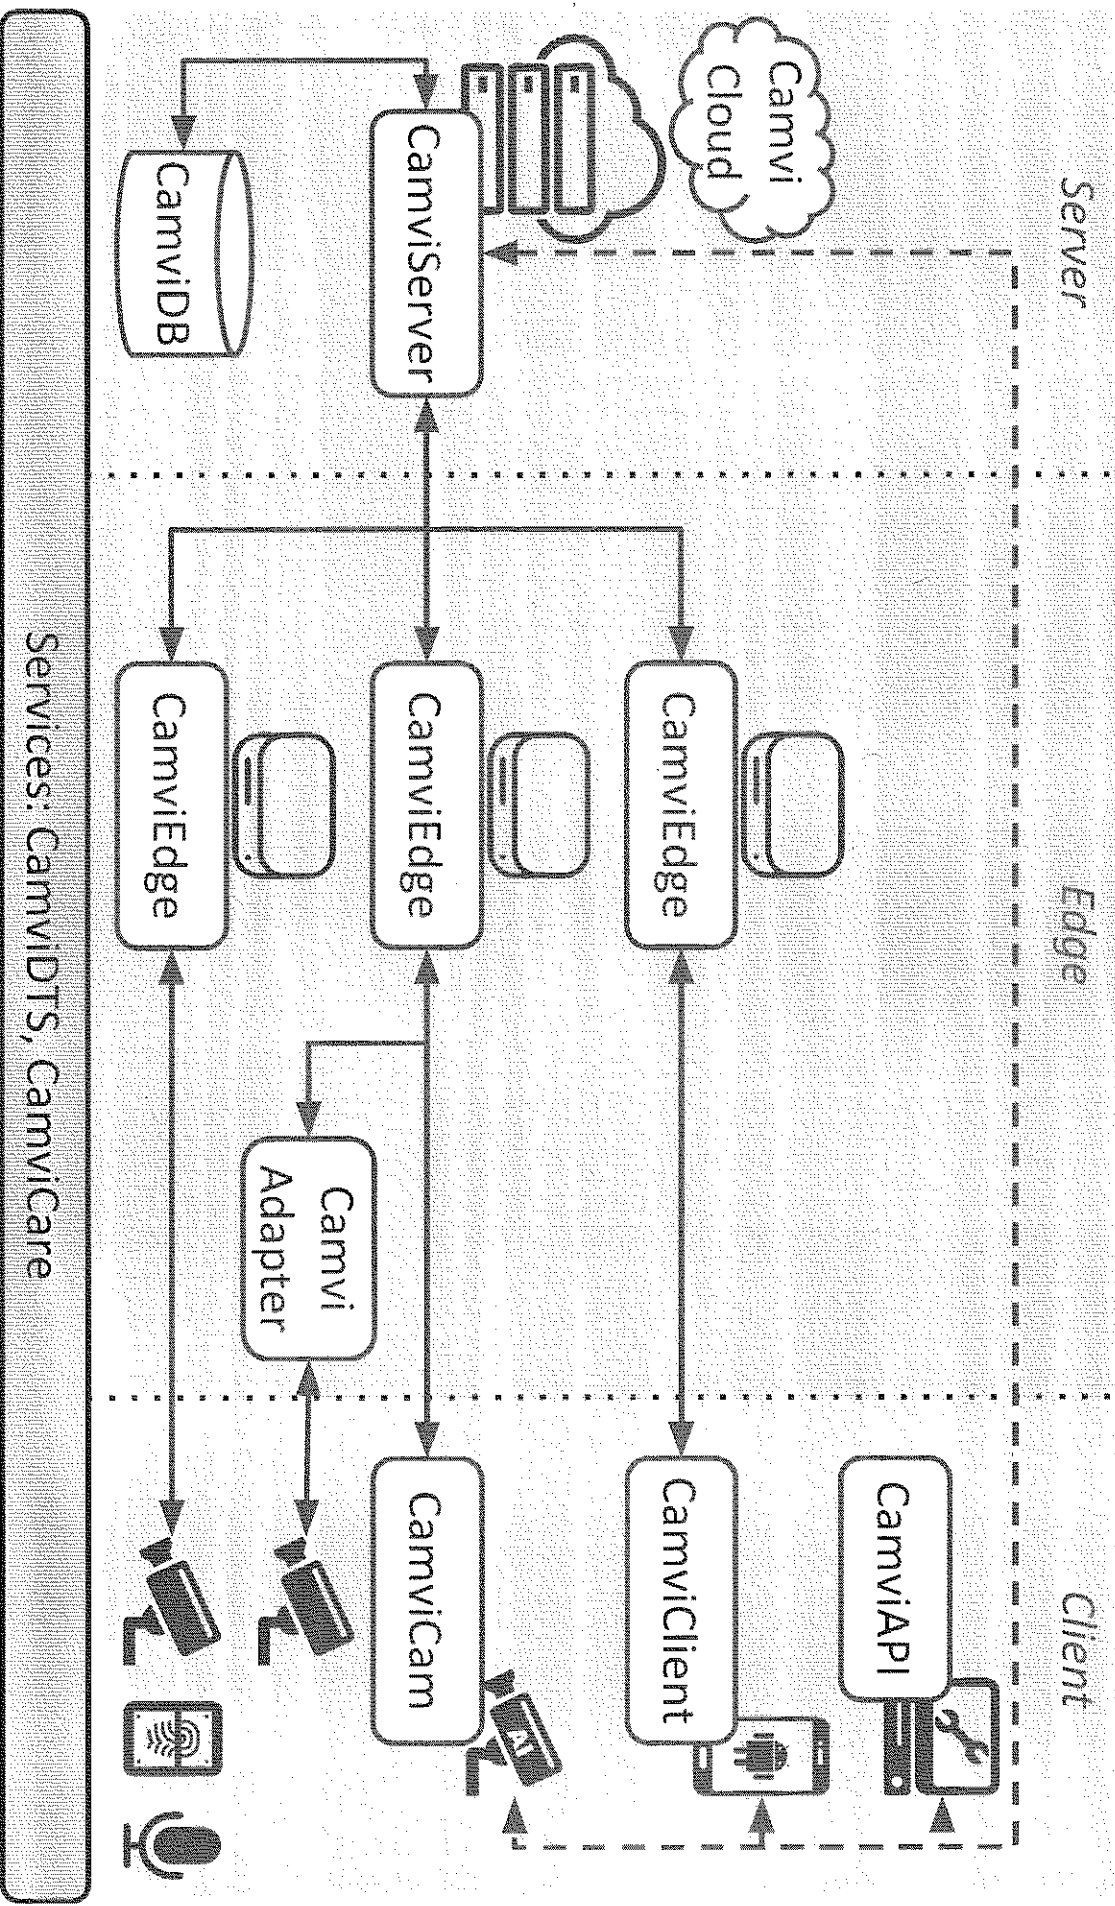 Server
Edge
Client
Camvi
Cloud
CamviServer
CamviDB
CamviEdge
CamviEdge
CamviEdge
Camvi
Adapter
CamviAPI
CamviClient
CamviCam
AI
Services: CamviDTS, CamviCare